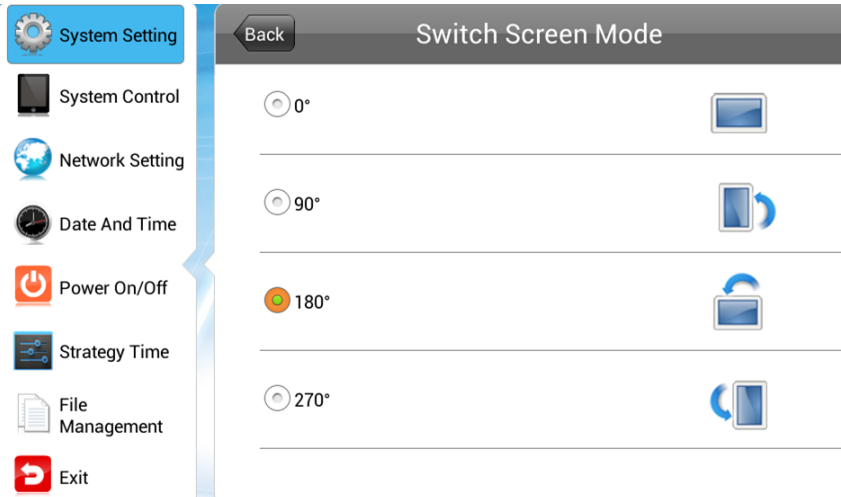 System Setting
System Control
Network Setting
Date And Time
Power On/Off
Strategy Time
File
Management
Exit
Back
Switch Screen Mode
0°
90°
180°
270°